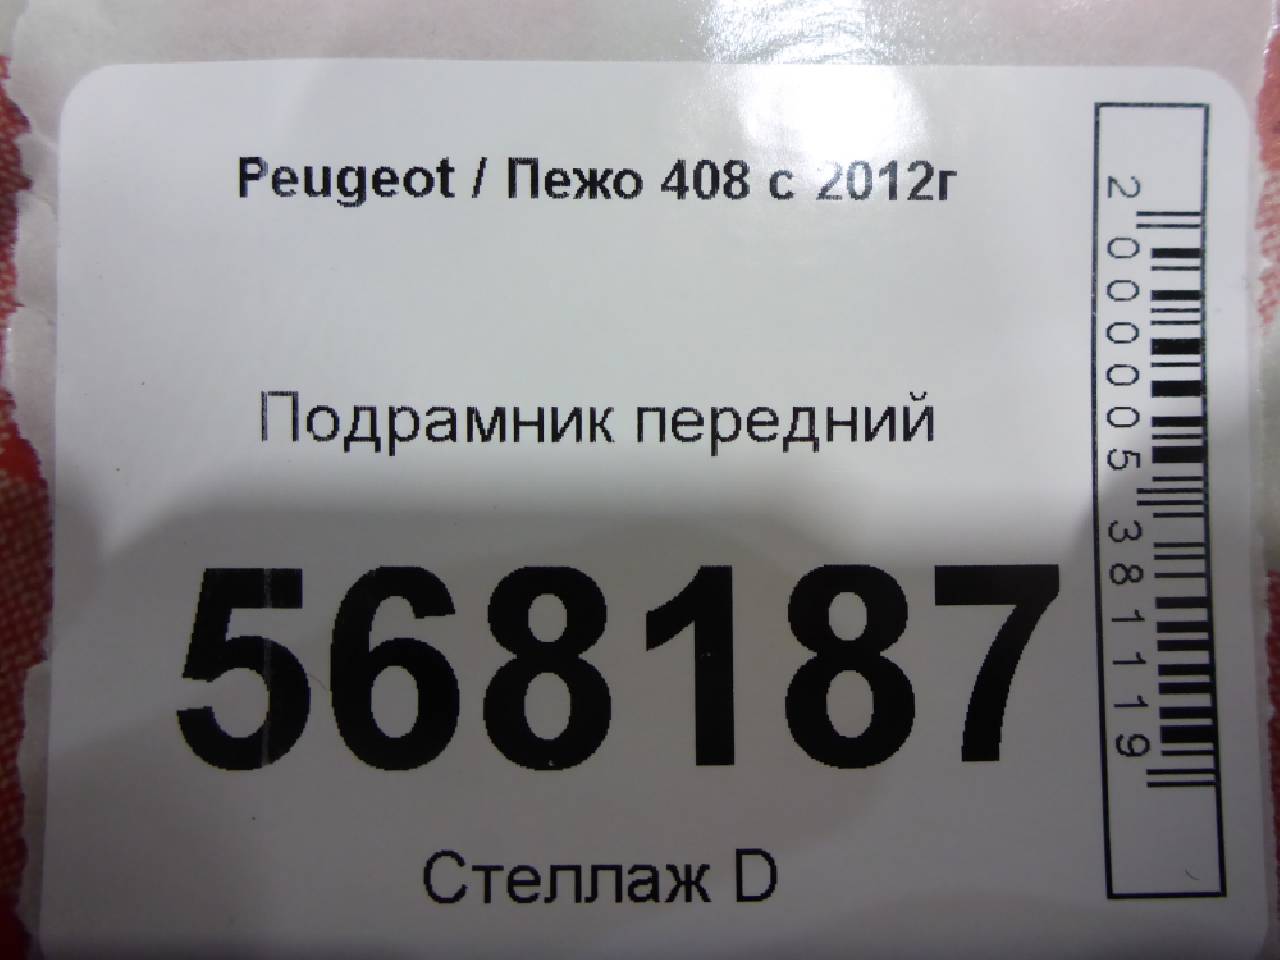 Peugeot / Пежо 408 с 2012г
Подрамник передний
568187
Стеллаж D
2000005381119